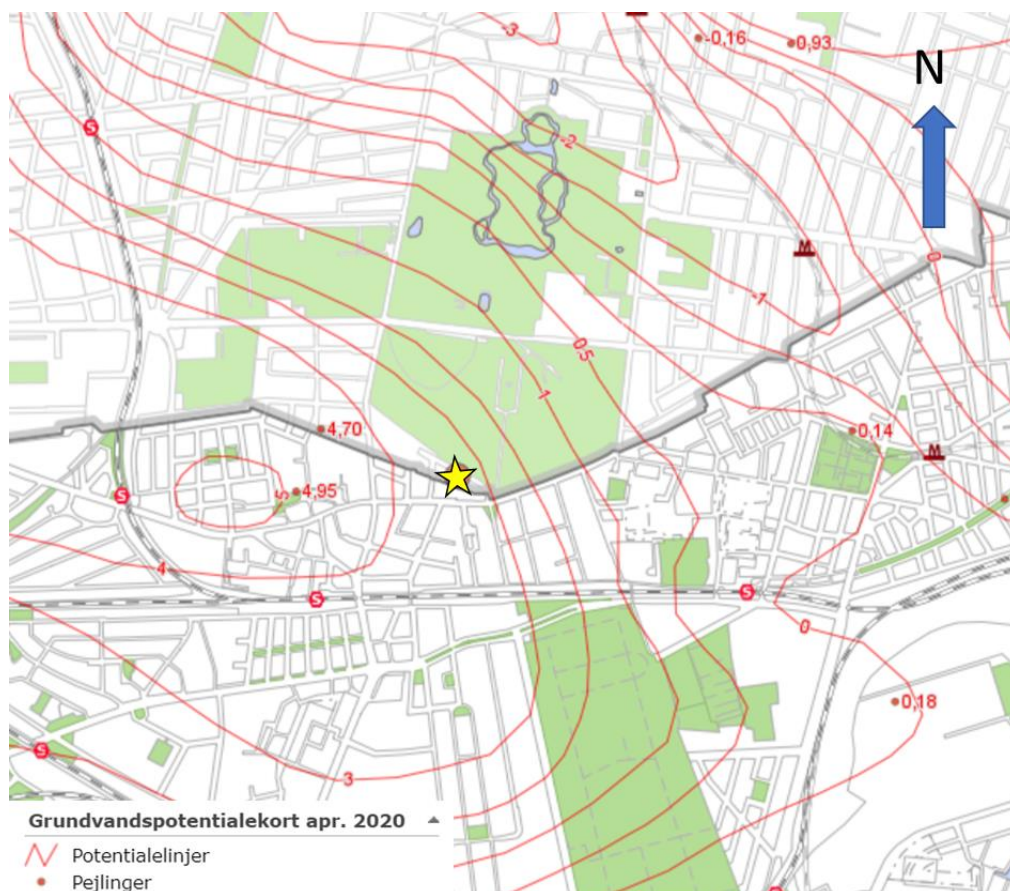 -3
-0,16
0,93
N
S
-2
M
0
-1
0.5
1
4,70
0,14
M
4,95
5
S
4
S
S
0
0,18
S
3
Grundvandspotentialekort apr. 2020
Potentialelinjer
Pejlinger
S